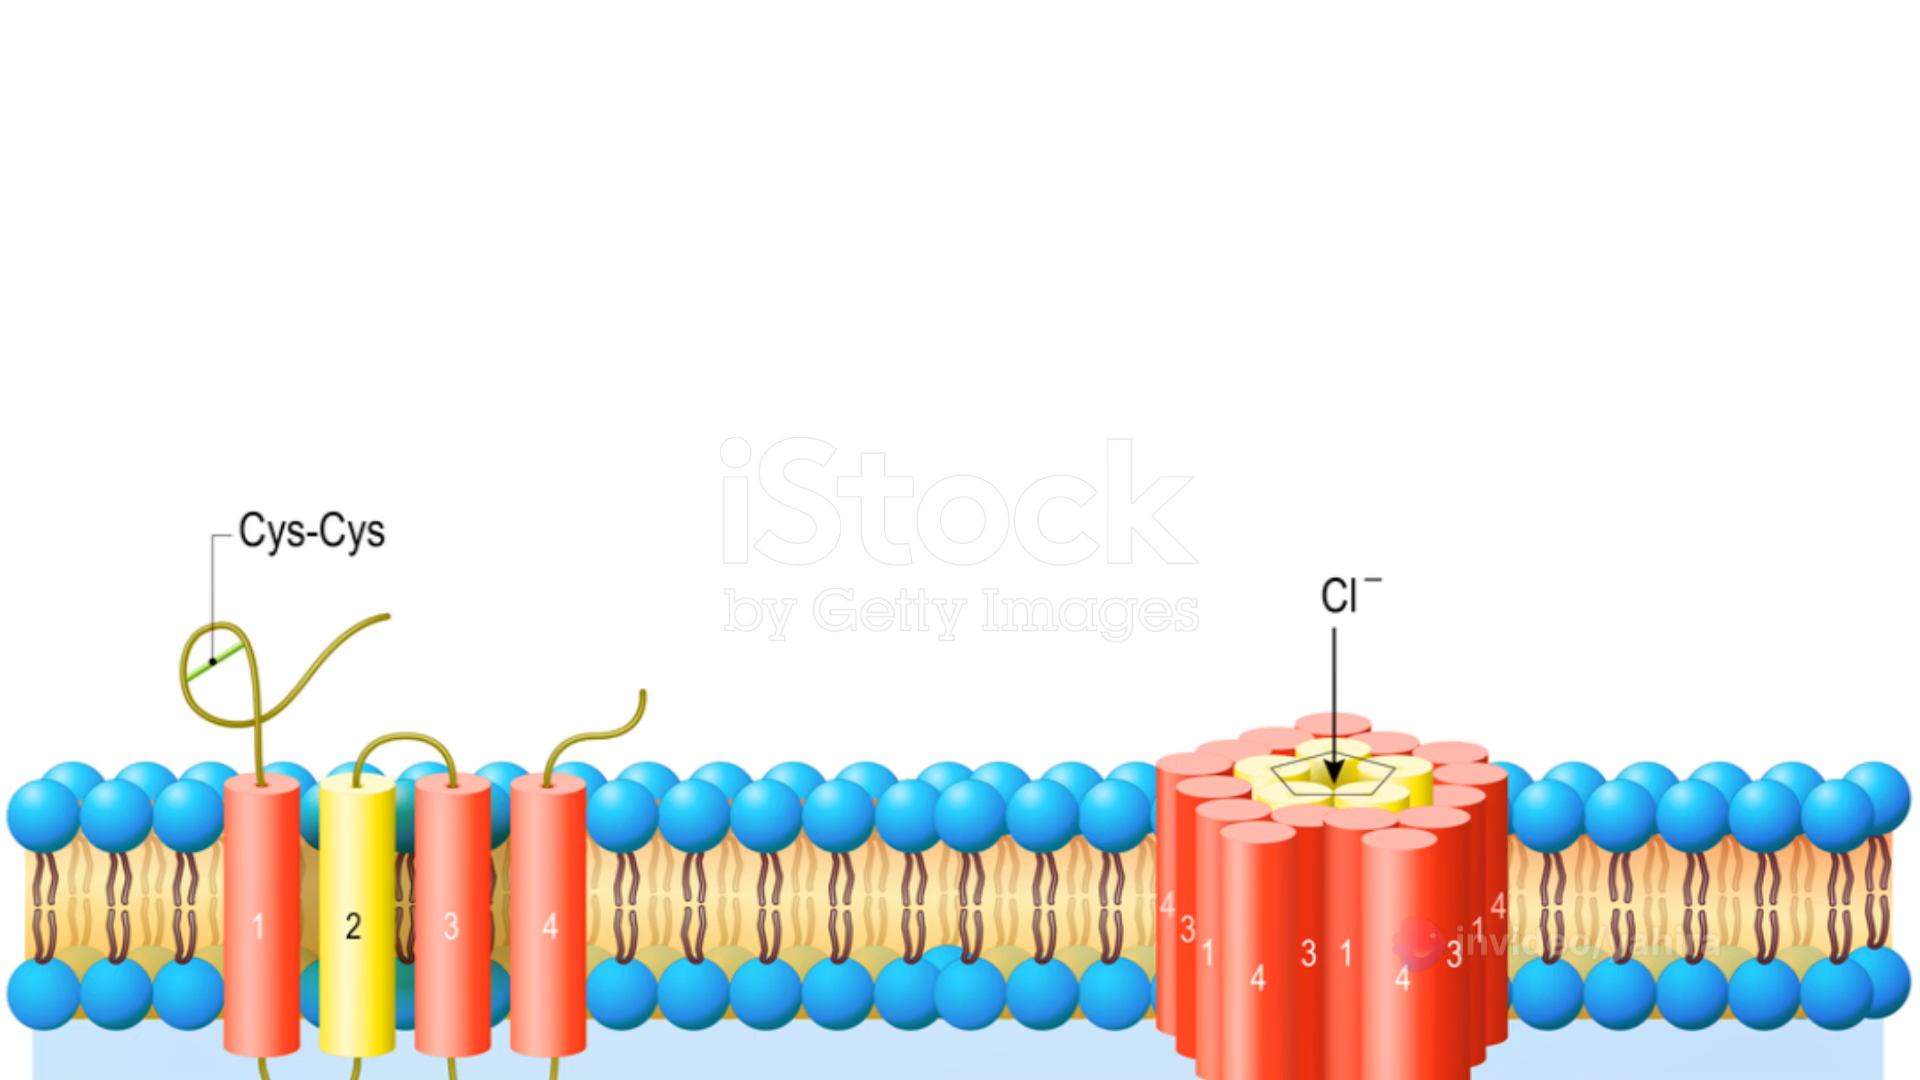 iStock
by Getty Images
Cys-Cys
Cl⁻
1 2 3 4
4 3 1 4 3 1 4 3 1 4